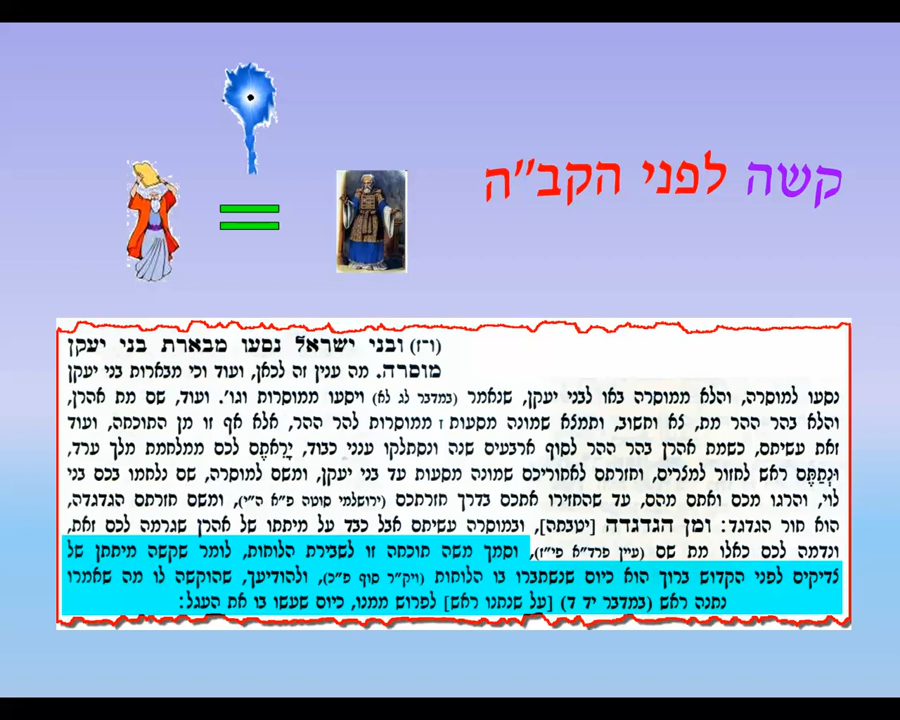 קשה לפני הקב״ה
(ו-ז) ובני ישראל נסעו מבארת בני יעקן
מוסרה. מה ענין זה לכאן, ועוד וכי מבארות בני יעקן
נסעו למוסרה, והלא ממוסרה באו לבני יעקן, שנאמר (במדבר לג לא) ויסעו ממוסרות וגו'. ועוד, שם מת אהרן,
והלא בהר ההר מת, צא וחשוב, ותמצא שמונה מסעות ממוסרות להר ההר, אלא אף זו מן התוכחה, ועוד
זאת עשיתם, כשמת אהרן בהר ההר לסוף ארבעים שנה ונסתלקו ענני כבוד, יְרֵאתֶם לכם ממלחמת מלך ערד,
וּנְתַתֶּם ראש לחזור למצרים, וחזרתם לאחוריכם שמונה מסעות עד בני יעקן, ומשם למוסרה, שם נלחמו בכם בני
לוי, והרגו מכם ואתם מהם, עד שהחזירו אתכם בדרך חזרתכם (ירושלמי סוטה פ"א ה"י), ומשם חזרתם הגדגדה,
הוא חור הגדגד: ומן הגדגדה [יטבתה], ובמוסרה עשיתם אבל כבד על מיתתו של אהרן שגרמה לכם זאת,
ונדמה לכם כאלו מת שם (עיין פרד"א פי"ז), וסמך משה תוכחה זו לשבירת הלוחות, לומר שקשה מיתתן של
צדיקים לפני הקדוש ברוך הוא כיום שנשתברו בו הלוחות (ויק"ר סוף פ"כ), ולהודיעך, שהוקשה לו מה שאמרו
נתנה ראש (במדבר יד ד) [על שנתנו ראש] לפרוש ממנו, כיום שעשו בו את העגל: